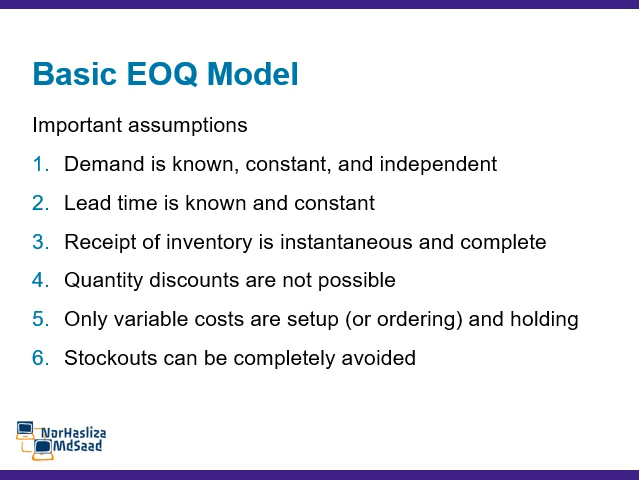 Basic EOQ Model
Important assumptions
1. Demand is known, constant, and independent
2. Lead time is known and constant
3. Receipt of inventory is instantaneous and complete
4. Quantity discounts are not possible
5. Only variable costs are setup (or ordering) and holding
6. Stockouts can be completely avoided
NorHasliza
MdSaad